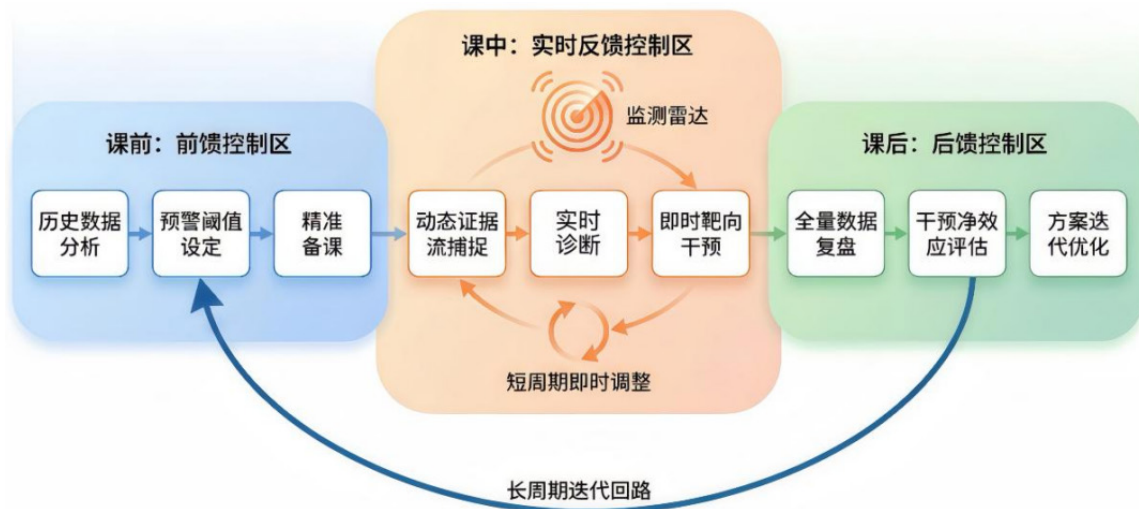 课中：实时反馈控制区
监测雷达
课前：前馈控制区
课后：后馈控制区
历史数据
分析
预警阈值
设定
精准
备课
动态证据
流捕捉
实时
诊断
即时靶向
干预
全量数据
复盘
干预净效
应评估
方案迭
代优化
短周期即时调整
长周期迭代回路